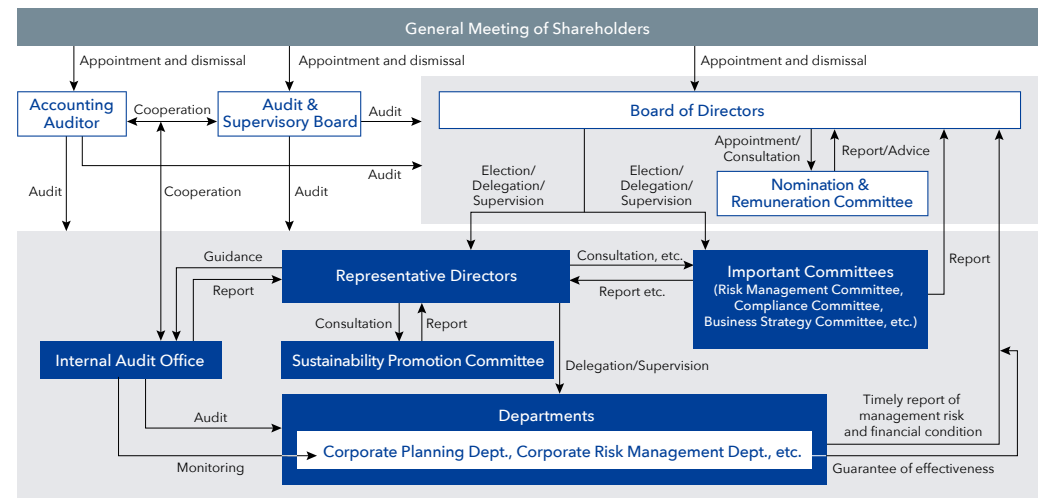 General Meeting of Shareholders
Appointment and dismissal
Appointment and dismissal
Appointment and dismissal
Accounting
Auditor
Cooperation
Audit &
Supervisory Board
Audit
Board of Directors
Appointment/
Consultation
Report/Advice
Audit
Election/
Delegation/
Supervision
Election/
Delegation/
Supervision
Nomination &
Remuneration Committee
Audit
Cooperation
Audit
Guidance
Report
Representative Directors
Consultation, etc.
Report etc.
Important Committees
(Risk Management Committee,
Compliance Committee,
Business Strategy Committee, etc.)
Report
Consultation
Report
Internal Audit Office
Sustainability Promotion Committee
Delegation/Supervision
Audit
Departments
Timely report of
management risk
and financial condition
Corporate Planning Dept., Corporate Risk Management Dept., etc.
Monitoring
Guarantee of effectiveness